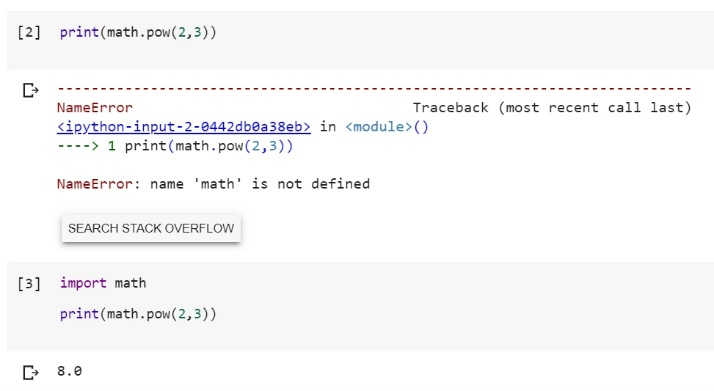 [2] print(math.pow(2,3))
---------------------------------------------------------------------------
NameError Traceback (most recent call last)
<ipython-input-2-0442db0a38eb> in <module>()
----> 1 print(math.pow(2,3))
NameError: name 'math' is not defined
SEARCH STACK OVERFLOW
[3] import math
print(math.pow(2,3))
8.0